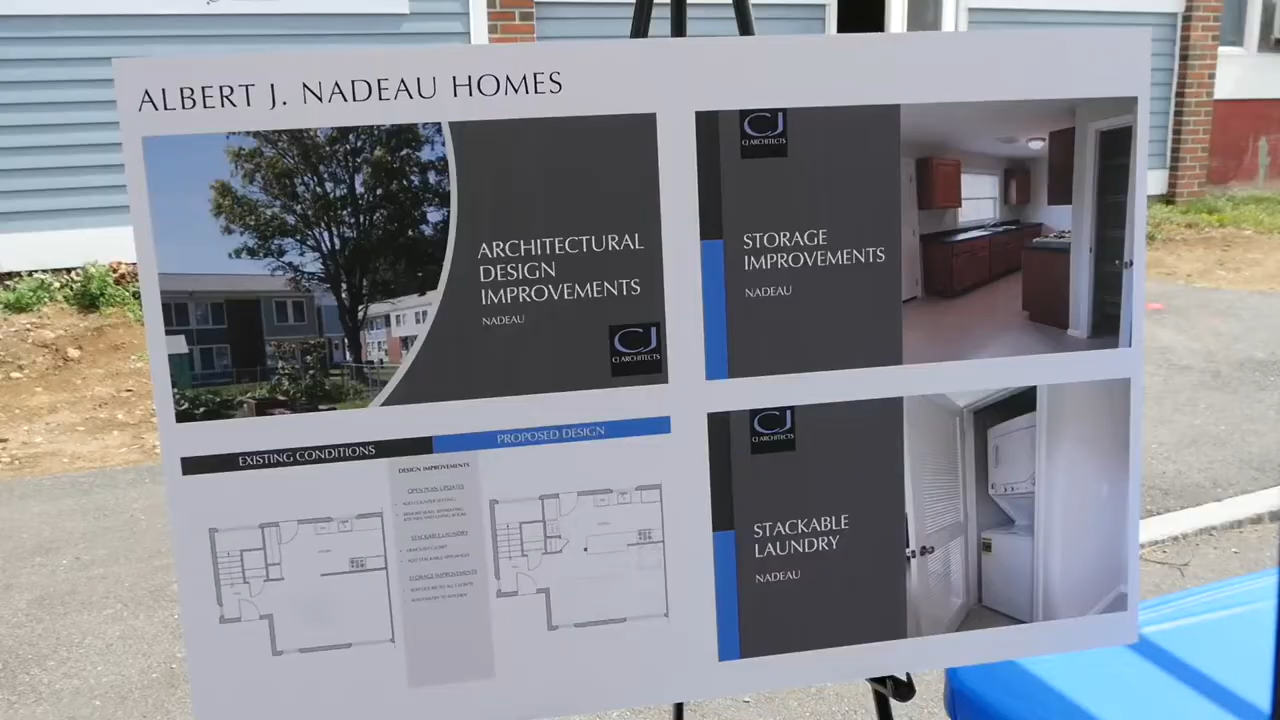 ALBERT J. NADEAU HOMES
ARCHITECTURAL
DESIGN
IMPROVEMENTS
NADEAU
CJ
CJ ARCHITECTS
CJ
CJ ARCHITECTS
STORAGE
IMPROVEMENTS
NADEAU
EXISTING CONDITIONS
PROPOSED DESIGN
DESIGN IMPROVEMENTS
OPEN PLAN UPDATES
STACKABLE LAUNDRY
STORAGE IMPROVEMENTS
CJ
CJ ARCHITECTS
STACKABLE
LAUNDRY
NADEAU